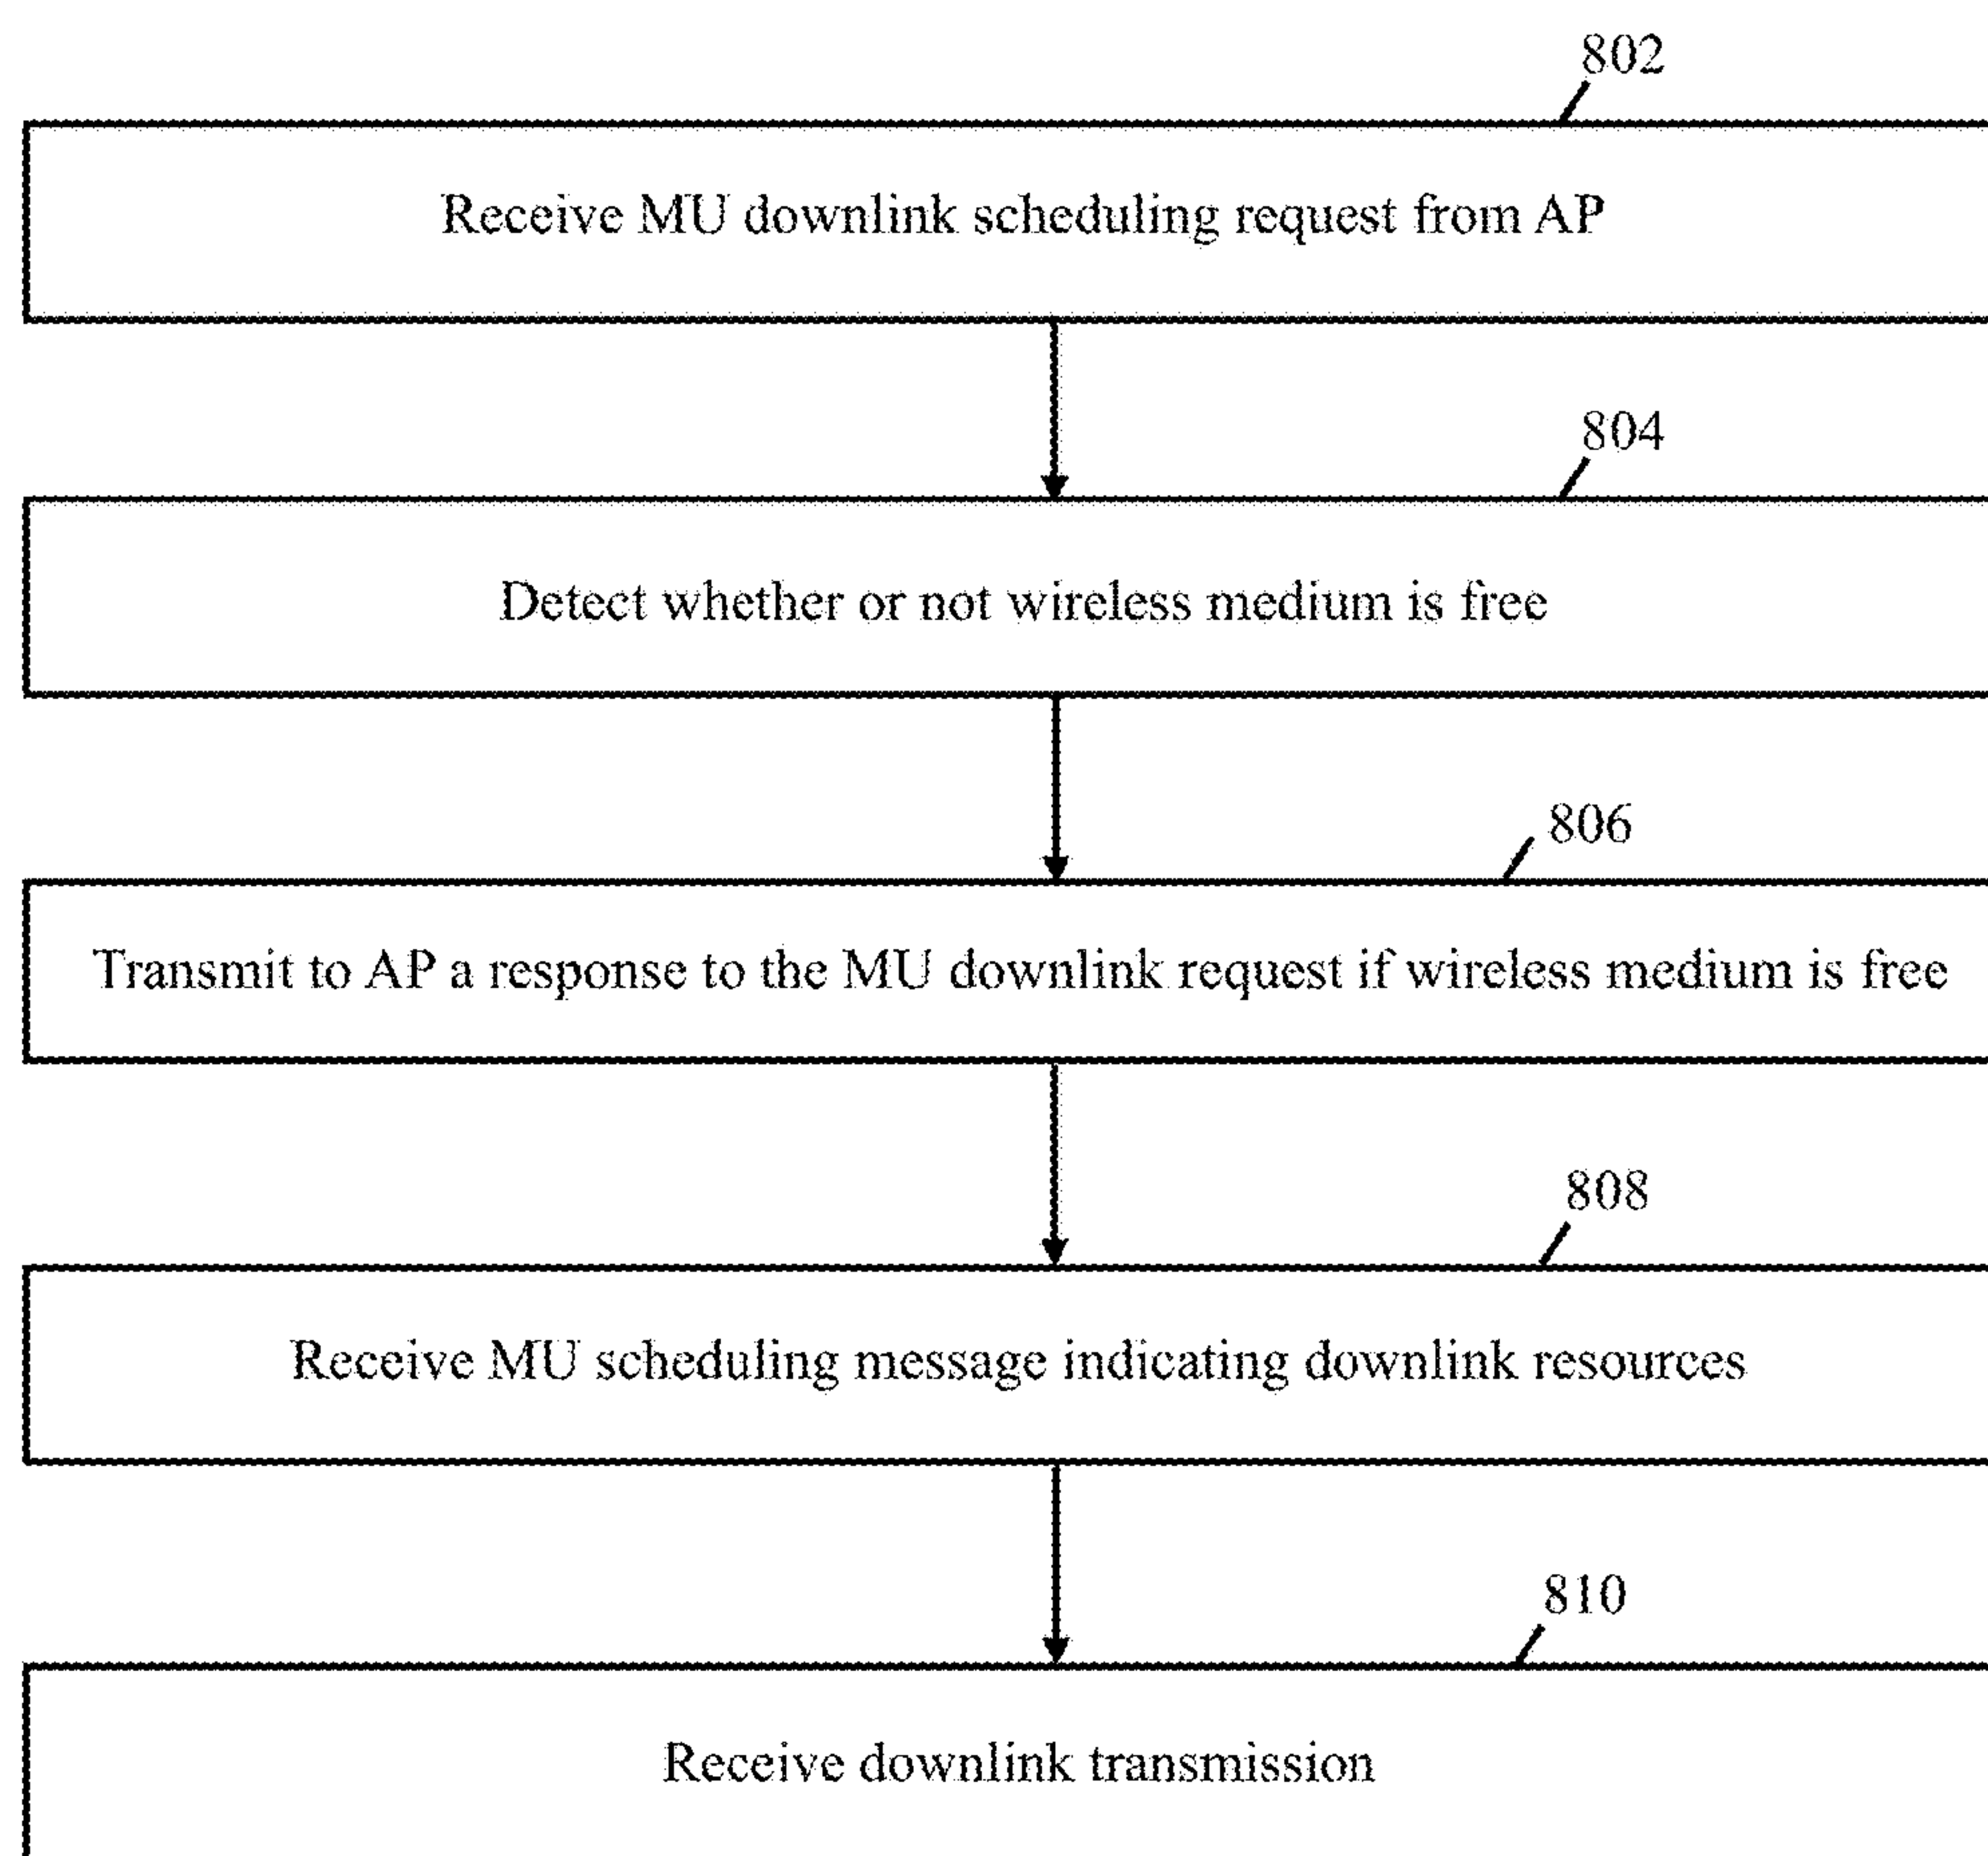 802
Receive MU downlink scheduling request from AP
804
Detect whether or not wireless medium is free
806
Transmit to AP a response to the MU downlink request if wireless medium is free
808
Receive MU scheduling message indicating downlink resources
810
Receive downlink transmission